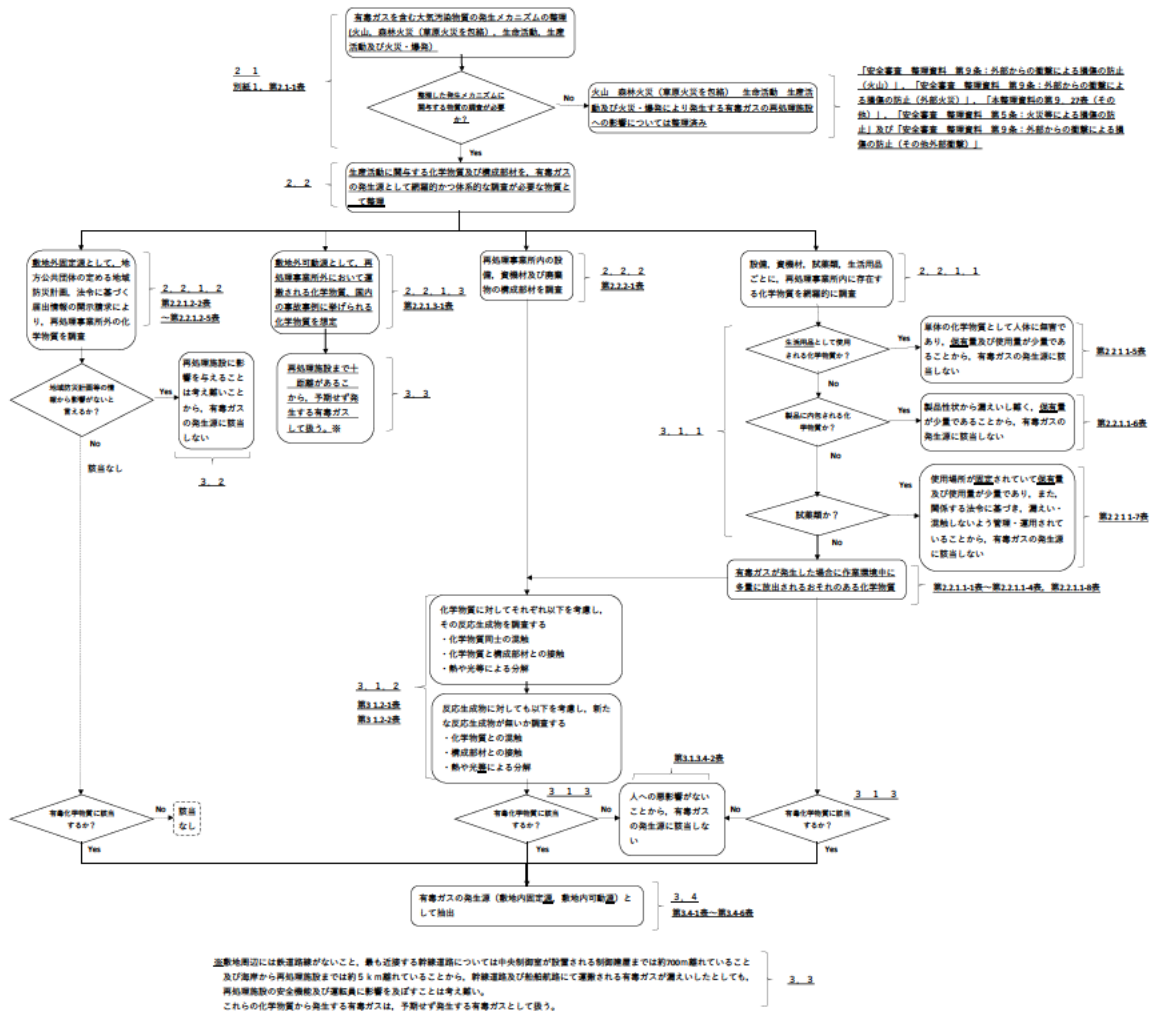 有毒ガスを含む大気汚染物質の発生メカニズムの整理
(火山，森林火災（草原火災を包絡），生命活動，生産
活動及び火災・爆発）
2 1
別紙１，第2.1-1表
整理した発生メカニズムに
関与する物質の調査が必要
か？
No
火山 森林火災（草原火災を包絡） 生命活動 生産活
動及び火災・爆発により発生する有毒ガスの再処理施設
への影響については整理済み
「安全審査 整理資料 第９条：外部からの衝撃による損傷の防止
（火山）」，「安全審査 整理資料 第９条：外部からの衝撃によ
る損傷の防止（外部火災）」，「本整理資料の第９．27表（その
他）」，「安全審査 整理資料 第５条：火災等による損傷の防
止」及び「安全審査 整理資料 第９条：外部からの衝撃による損
傷の防止（その他外部衝撃）」
Yes
生産活動に関与する化学物質及び構成部材を，有毒ガス
の発生源として網羅的かつ体系的な調査が必要な物質と
して整理
2．2
敷地外固定源として，地
方公共団体の定める地域
防災計画，法令に基づく
届出情報の開示請求によ
り，再処理事業所外の化
学物質を調査
2．2．1．2
第2.2.1.2-2表
～第2.2.1.2-5表
敷地外可動源として，再
処理事業所外において運
搬される化学物質，国内
の事故事例に挙げられる
化学物質を想定
2．2．1．3
第2.2.1.3-1表
再処理事業所内の設
備，資機材及び廃棄
物の構成部材を調査
2．2．2
第2.2.2-1表
設備，資機材，試薬類，生活用品
ごとに，再処理事業所内に存在す
る化学物質を網羅的に調査
2．2．1．1
地域防災計画等の情
報から影響がないと
言えるか？
Yes
再処理施設に影
響を与えること
は考え難いこと
から，有毒ガス
の発生源に該当
しない
3．2
No
該当なし
再処理施設まで十
距離があるこ
から，予期せず発
生する有毒ガス
して扱う。※
3．3
生活用品として使用
される化学物質か？
Yes
単体の化学物質として人体に無害で
あり，保有量及び使用量が少量であ
ることから，有毒ガスの発生源に該
当しない
第2 2 1 1-5表
No
製品に内包される化
学物質か？
Yes
製品性状から漏えいし難く，保有量
が少量であることから，有毒ガスの
発生源に該当しない
第2.2.1.1-6表
3．1．1
No
試薬類か？
Yes
使用場所が固定されていて保有量
及び使用量が少量であり，また，
関係する法令に基づき，漏えい・
混触しないよう管理・運用されて
いることから，有毒ガスの発生源
に該当しない
第2 2 1 1-7表
No
有毒ガスが発生した場合に作業環境中に
多量に放出されるおそれのある化学物質
第2.2.1.1-1表～第2.2.1.1-4表，第2.2.1.1-8表
化学物質に対してそれぞれ以下を考慮し，
その反応生成物を調査する
・化学物質同士の混触
・化学物質と構成部材との接触
・熱や光等による分解
3．1．2
第3 1.2-1表
第3 1.2-2表
反応生成物に対しても以下を考慮し，新た
な反応生成物が無いか調査する
・化学物質との混触
・構成部材との接触
・熱や光等による分解
第3.1.3.4-2表
有毒化学物質に該当
するか？
No
該当
なし
Yes
3 1 3
有毒化学物質に該当
するか？
No
人への悪影響がない
ことから，有毒ガス
の発生源に該当しな
い
No
3 1 3
有毒化学物質に該当
するか？
Yes
Yes
有毒ガスの発生源（敷地内固定源，敷地内可動源）と
して抽出
3．4
第3.4-1表～第3.4-6表
※敷地周辺には鉄道路線がないこと，最も近接する幹線道路については中央制御室が設置される制御建屋までは約700ｍ離れていること
及び海岸から再処理施設までは約５ｋｍ離れていることから，幹線道路及び船舶航路にて運搬される有毒ガスが漏えいしたとしても，
再処理施設の安全機能及び運転員に影響を及ぼすことは考え難い。
これらの化学物質から発生する有毒ガスは，予期せず発生する有毒ガスとして扱う。
3．3